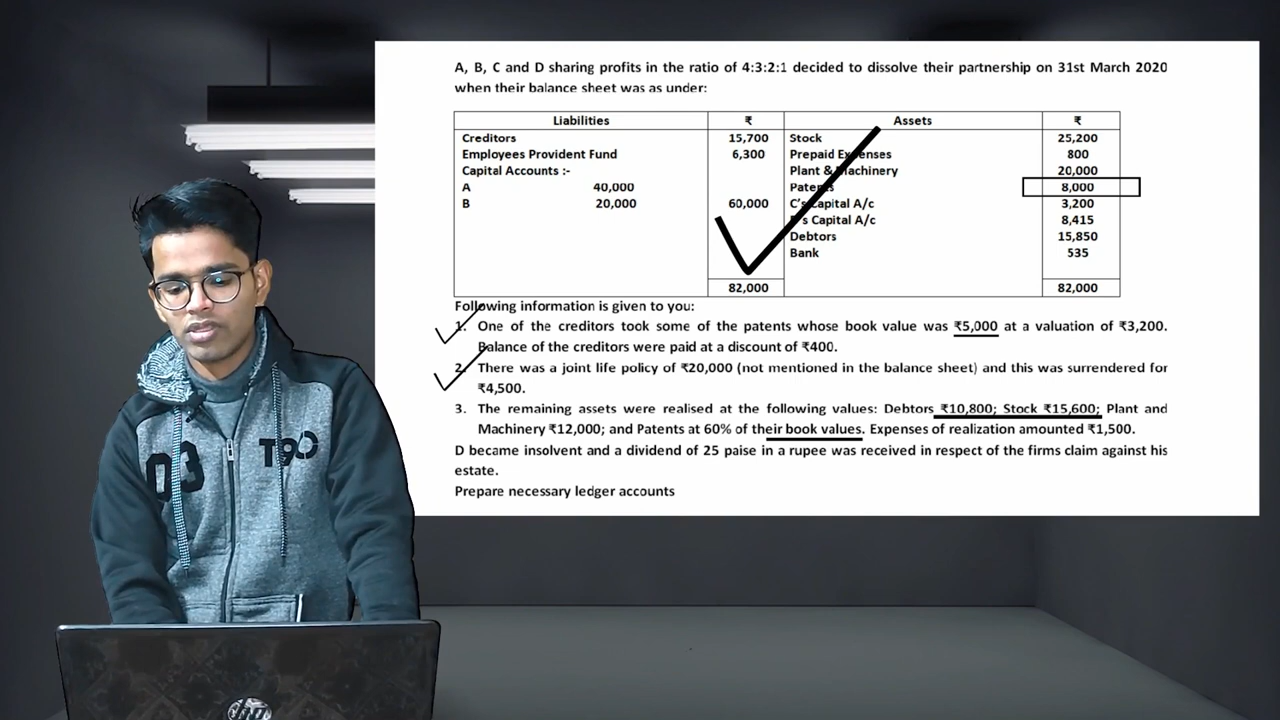 A, B, C and D sharing profits in the ratio of 4:3:2:1 decided to dissolve their partnership on 31st March 2020
when their balance sheet was as under:
Liabilities ₹ Assets ₹
Creditors 15,700 Stock 25,200
Employees Provident Fund 6,300 Prepaid Expenses 800
Capital Accounts :- Plant & Machinery 20,000
A 40,000 Patents 8,000
B 20,000 60,000 C's Capital A/c 3,200
's Capital A/c 8,415
Debtors 15,850
Bank 535
82,000 82,000
Following information is given to you:
1. One of the creditors took some of the patents whose book value was ₹5,000 at a valuation of ₹3,200.
Balance of the creditors were paid at a discount of ₹400.
2. There was a joint life policy of ₹20,000 (not mentioned in the balance sheet) and this was surrendered for
₹4,500.
3. The remaining assets were realised at the following values: Debtors ₹10,800; Stock ₹15,600; Plant and
Machinery ₹12,000; and Patents at 60% of their book values. Expenses of realization amounted ₹1,500.
D became insolvent and a dividend of 25 paise in a rupee was received in respect of the firms claim against his
estate.
Prepare necessary ledger accounts
03 T90
hp